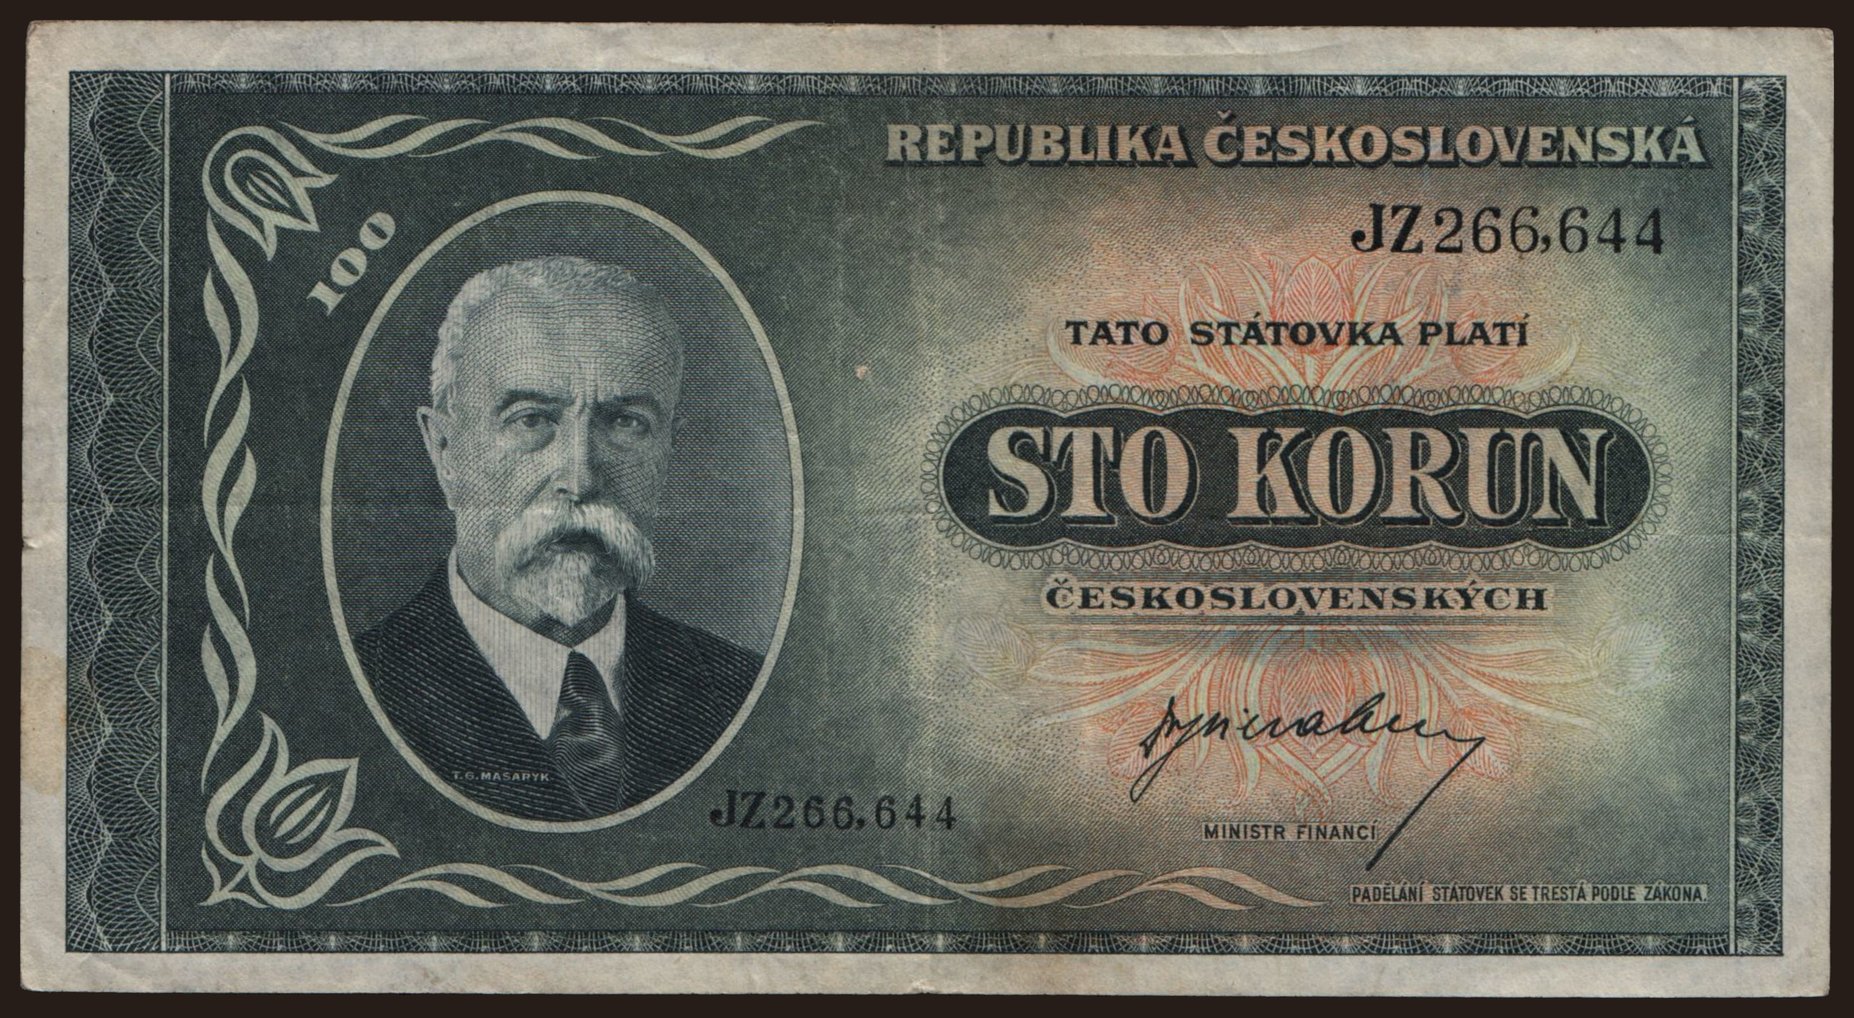 REPUBLIKA ČESKOSLOVENSKÁ
JZ266,644
100
TATO STÁTOVKA PLATÍ
STO KORUN
ČESKOSLOVENSKÝCH
T.G.MASARYK
JZ266,644
MINISTR FINANCÍ
PADĚLÁNÍ STÁTOVEK SE TRESTÁ PODLE ZÁKONA.